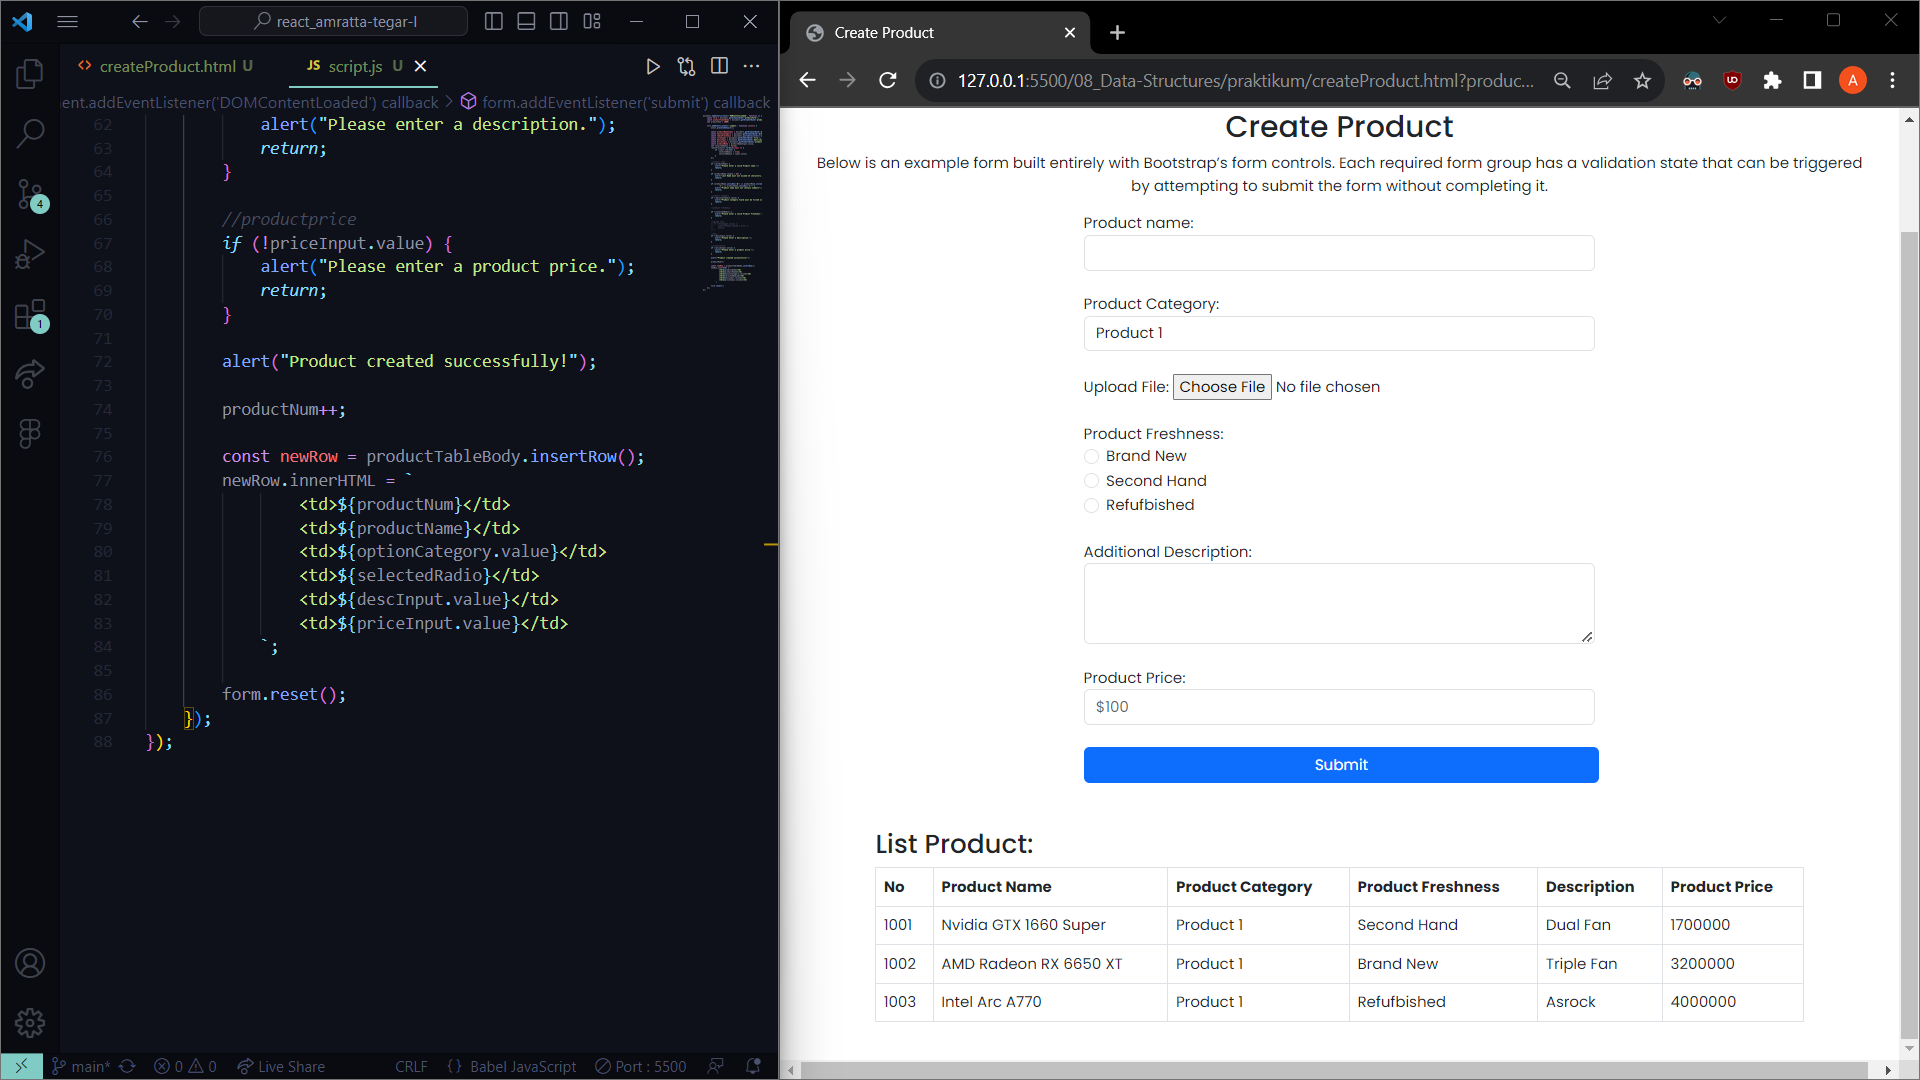 react_amratta-tegar-l
createProduct.html U
JS script.js U
ent.addEventListener('DOMContentLoaded') callback > form.addEventListener('submit') callback
62 alert("Please enter a description.");
63 return;
64 }
65
66 //productprice
67 if (!priceInput.value) {
68 alert("Please enter a product price.");
69 return;
70 }
71
72 alert("Product created successfully!");
73
74 productNum++;
75
76 const newRow = productTableBody.insertRow();
77 newRow.innerHTML = `
78 <td>${productNum}</td>
79 <td>${productName}</td>
80 <td>${optionCategory.value}</td>
81 <td>${selectedRadio}</td>
82 <td>${descInput.value}</td>
83 <td>${priceInput.value}</td>
84 `;
85
86 form.reset();
87 });
88 });
4
1
main* 0 0 Live Share CRLF {} Babel JavaScript Port : 5500
Create Product
127.0.0.1:5500/08_Data-Structures/praktikum/createProduct.html?produc...
A
Create Product
Below is an example form built entirely with Bootstrap’s form controls. Each required form group has a validation state that can be triggered
by attempting to submit the form without completing it.
Product name:
Product Category:
Product 1
Upload File: Choose File No file chosen
Product Freshness:
Brand New
Second Hand
Refufbished
Additional Description:
Product Price:
$100
Submit
List Product:
No Product Name Product Category Product Freshness Description Product Price
1001 Nvidia GTX 1660 Super Product 1 Second Hand Dual Fan 1700000
1002 AMD Radeon RX 6650 XT Product 1 Brand New Triple Fan 3200000
1003 Intel Arc A770 Product 1 Refufbished Asrock 4000000